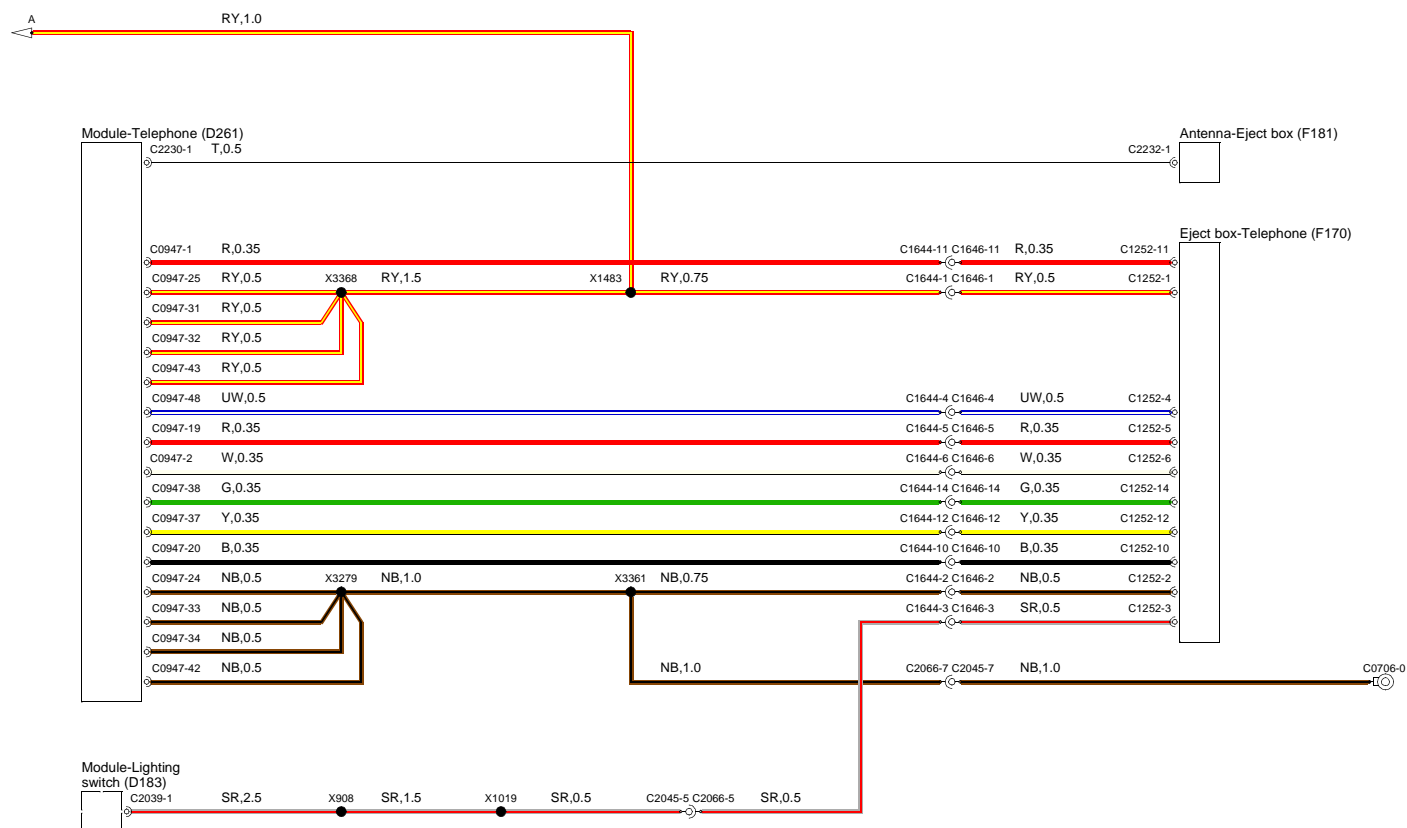 A RY,1.0
Module-Telephone (D261) Antenna-Eject box (F181)
C2230-1 T,0.5 C2232-1
Eject box-Telephone (F170)
C0947-1 R,0.35 C1644-11 C1646-11 R,0.35 C1252-11
C0947-25 RY,0.5 X3368 RY,1.5 X1483 RY,0.75 C1644-1 C1646-1 RY,0.5 C1252-1
C0947-31 RY,0.5
C0947-32 RY,0.5
C0947-43 RY,0.5
C0947-48 UW,0.5 C1644-4 C1646-4 UW,0.5 C1252-4
C0947-19 R,0.35 C1644-5 C1646-5 R,0.35 C1252-5
C0947-2 W,0.35 C1644-6 C1646-6 W,0.35 C1252-6
C0947-38 G,0.35 C1644-14 C1646-14 G,0.35 C1252-14
C0947-37 Y,0.35 C1644-12 C1646-12 Y,0.35 C1252-12
C0947-20 B,0.35 C1644-10 C1646-10 B,0.35 C1252-10
C0947-24 NB,0.5 X3279 NB,1.0 X3361 NB,0.75 C1644-2 C1646-2 NB,0.5 C1252-2
C0947-33 NB,0.5 C1644-3 C1646-3 SR,0.5 C1252-3
C0947-34 NB,0.5
C0947-42 NB,0.5 NB,1.0 C2066-7 C2045-7 NB,1.0 C0706-0
Module-Lighting
switch (D183)
C2039-1 SR,2.5 X908 SR,1.5 X1019 SR,0.5 C2045-5 C2066-5 SR,0.5